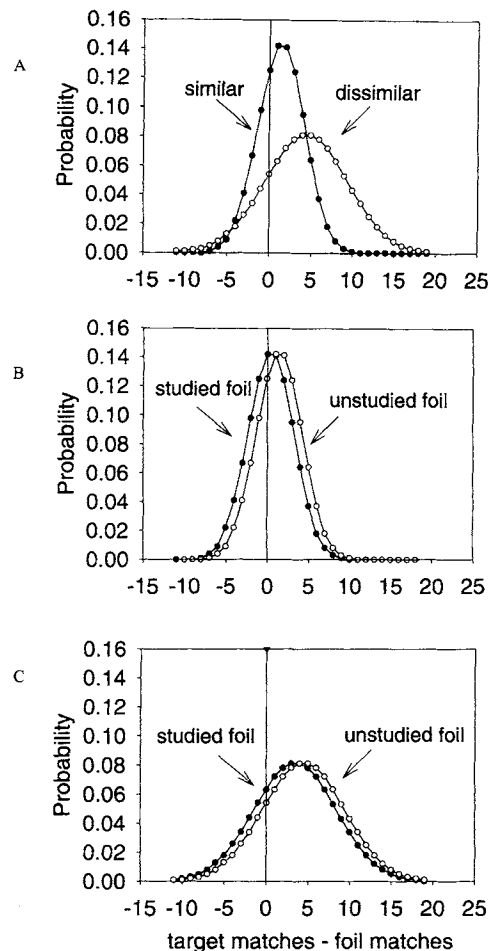 A
Probability
0.16
0.14
0.12
0.10
0.08
0.06
0.04
0.02
0.00
similar
dissimilar
-15 -10 -5 0 5 10 15 20 25
B
Probability
0.16
0.14
0.12
0.10
0.08
0.06
0.04
0.02
0.00
studied foil
unstudied foil
-15 -10 -5 0 5 10 15 20 25
C
Probability
0.16
0.14
0.12
0.10
0.08
0.06
0.04
0.02
0.00
studied foil
unstudied foil
-15 -10 -5 0 5 10 15 20 25
target matches - foil matches